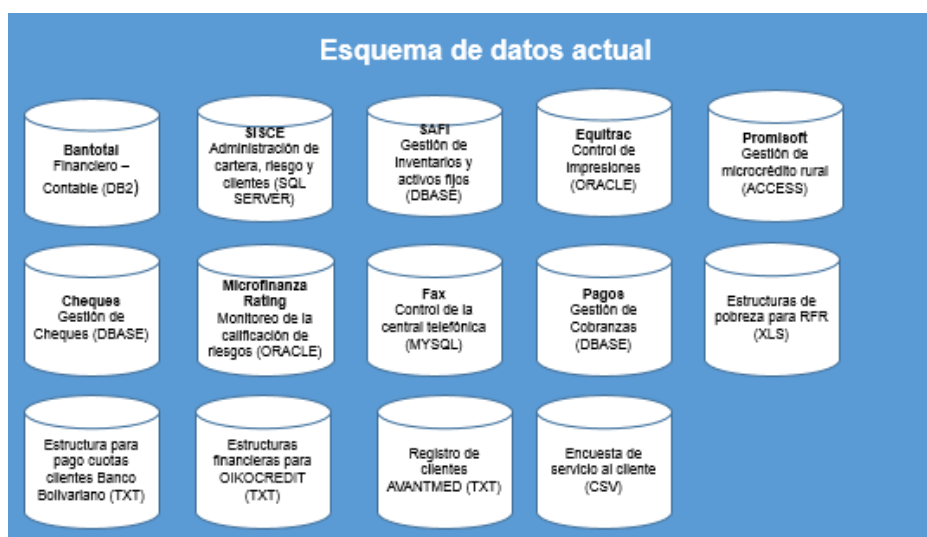 Esquema de datos actual
Bantotal
Financiero –
Contable (DB2)
SISCE
Administración de
cartera, riesgo y
clientes (SQL
SERVER)
SAFI
Gestión de
Inventarios y
activos fijos
(DBASE)
Equitrac
Control de
Impresiones
(ORACLE)
Promisoft
Gestión de
microcrédito rural
(ACCESS)
Cheques
Gestión de
Cheques (DBASE)
Microfinanza
Rating
Monitoreo de la
calificación de
riesgos (ORACLE)
Fax
Control de la
central telefónica
(MYSQL)
Pagos
Gestión de
Cobranzas
(DBASE)
Estructuras de
pobreza para RFR
(XLS)
Estructura para
pago cuotas
clientes Banco
Bolivariano (TXT)
Estructuras
financieras para
OIKOCREDIT
(TXT)
Registro de
clientes
AVANTMED (TXT)
Encuesta de
servicio al cliente
(CSV)